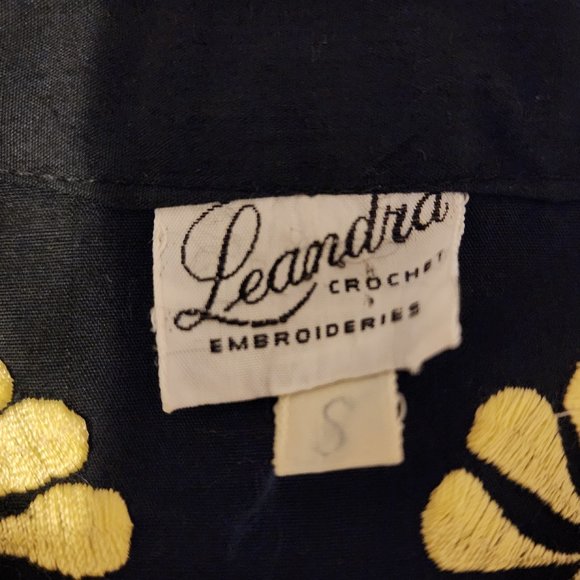 Leandra
CROCHET
EMBROIDERIES
S